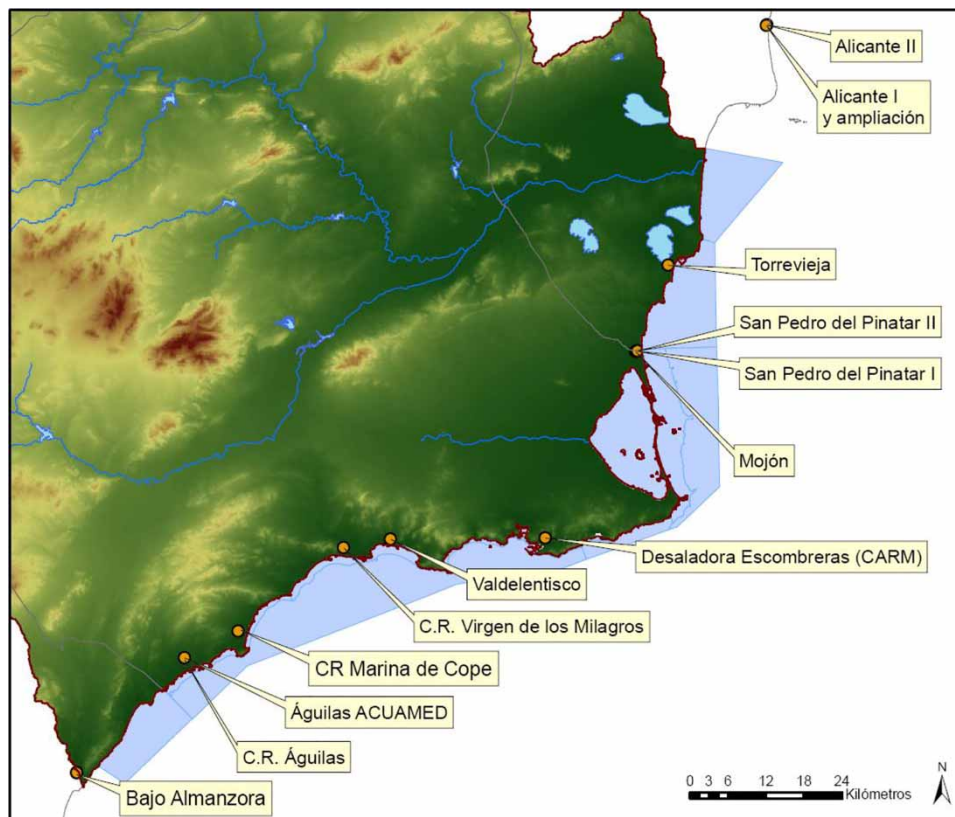 Alicante II
Alicante I
y ampliación
Torrevieja
San Pedro del Pinatar II
San Pedro del Pinatar I
Mojón
Desaladora Escombreras (CARM)
Valdelentisco
C.R. Virgen de los Milagros
CR Marina de Cope
Águilas ACUAMED
C.R. Águilas
Bajo Almanzora
N
0 3 6 12 18 24
Kilómetros